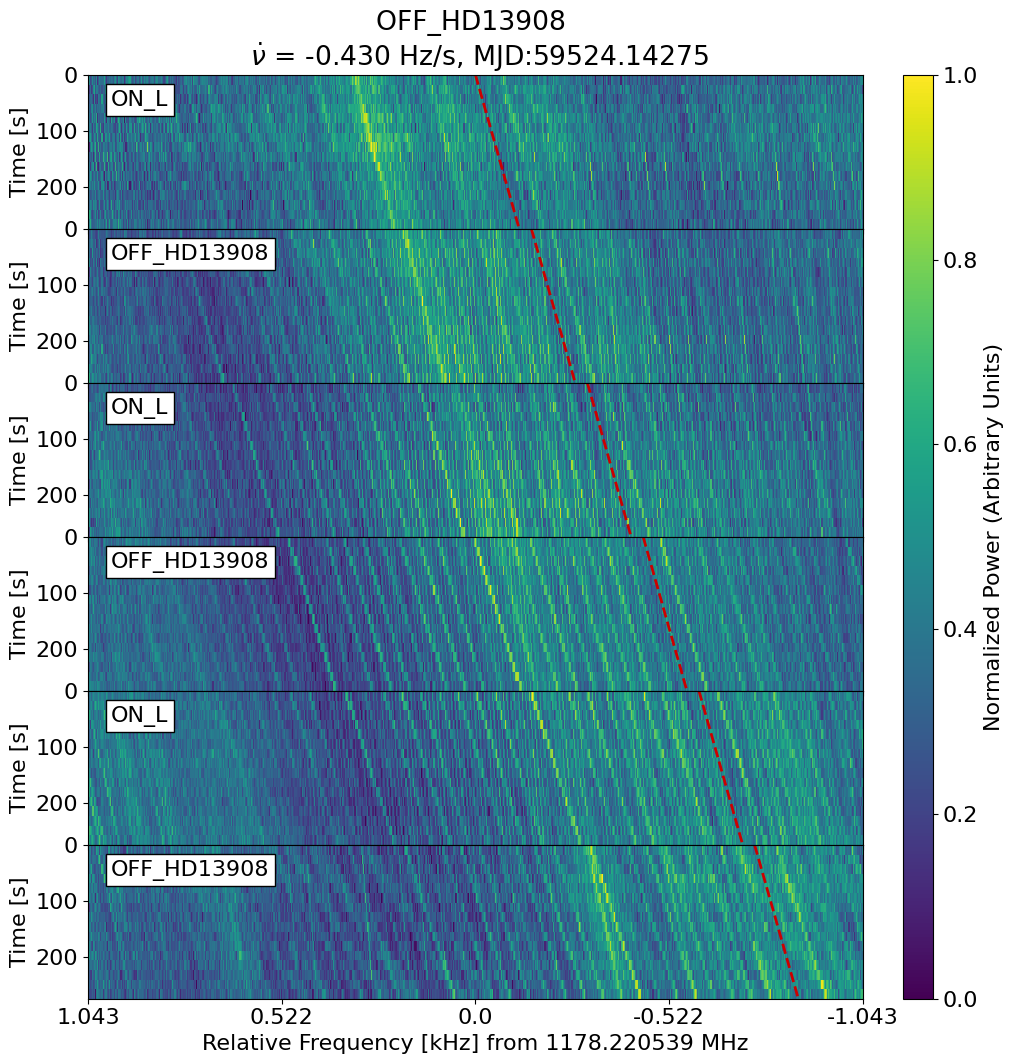 OFF_HD13908
ν̇ = -0.430 Hz/s, MJD:59524.14275
ON_L
OFF_HD13908
ON_L
OFF_HD13908
ON_L
OFF_HD13908
Time [s]
0
100
200
Time [s]
0
100
200
Time [s]
0
100
200
Time [s]
0
100
200
Time [s]
0
100
200
Time [s]
0
100
200
1.043
0.522
0.0
-0.522
-1.043
Relative Frequency [kHz] from 1178.220539 MHz
1.0
0.8
0.6
0.4
0.2
0.0
Normalized Power (Arbitrary Units)